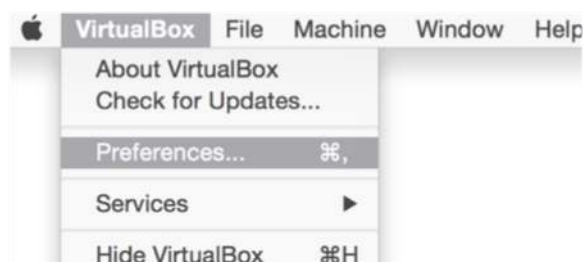 VirtualBox File Machine Window Help
About VirtualBox
Check for Updates...
Preferences... ⌘,
Services ▶
Hide VirtualBox ⌘H